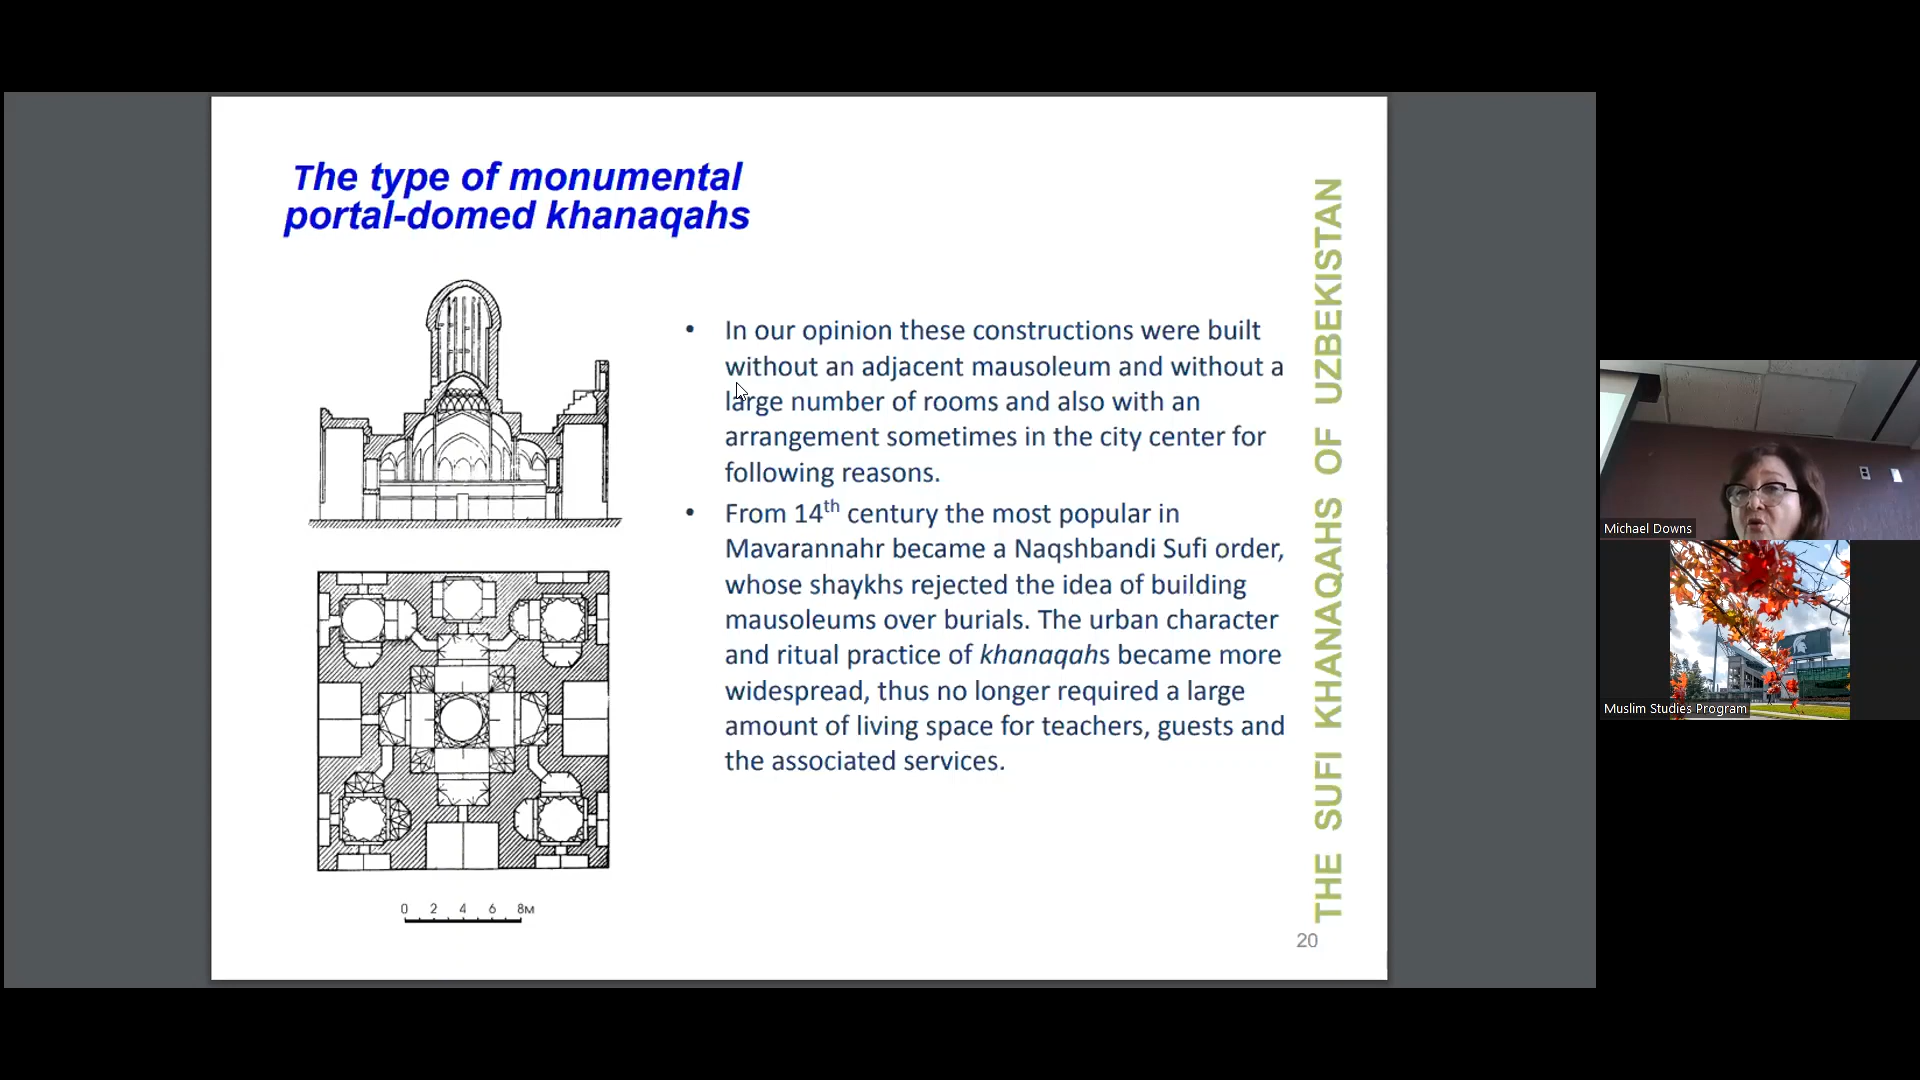 The type of monumental
portal-domed khanaqahs
• In our opinion these constructions were built
without an adjacent mausoleum and without a
large number of rooms and also with an
arrangement sometimes in the city center for
following reasons.
• From 14th century the most popular in
Mavarannahr became a Naqshbandi Sufi order,
whose shaykhs rejected the idea of building
mausoleums over burials. The urban character
and ritual practice of khanaqahs became more
widespread, thus no longer required a large
amount of living space for teachers, guests and
the associated services.
0 2 4 6 8м
THE SUFI KHANAQAHS OF UZBEKISTAN
20
Michael Downs
Muslim Studies Program